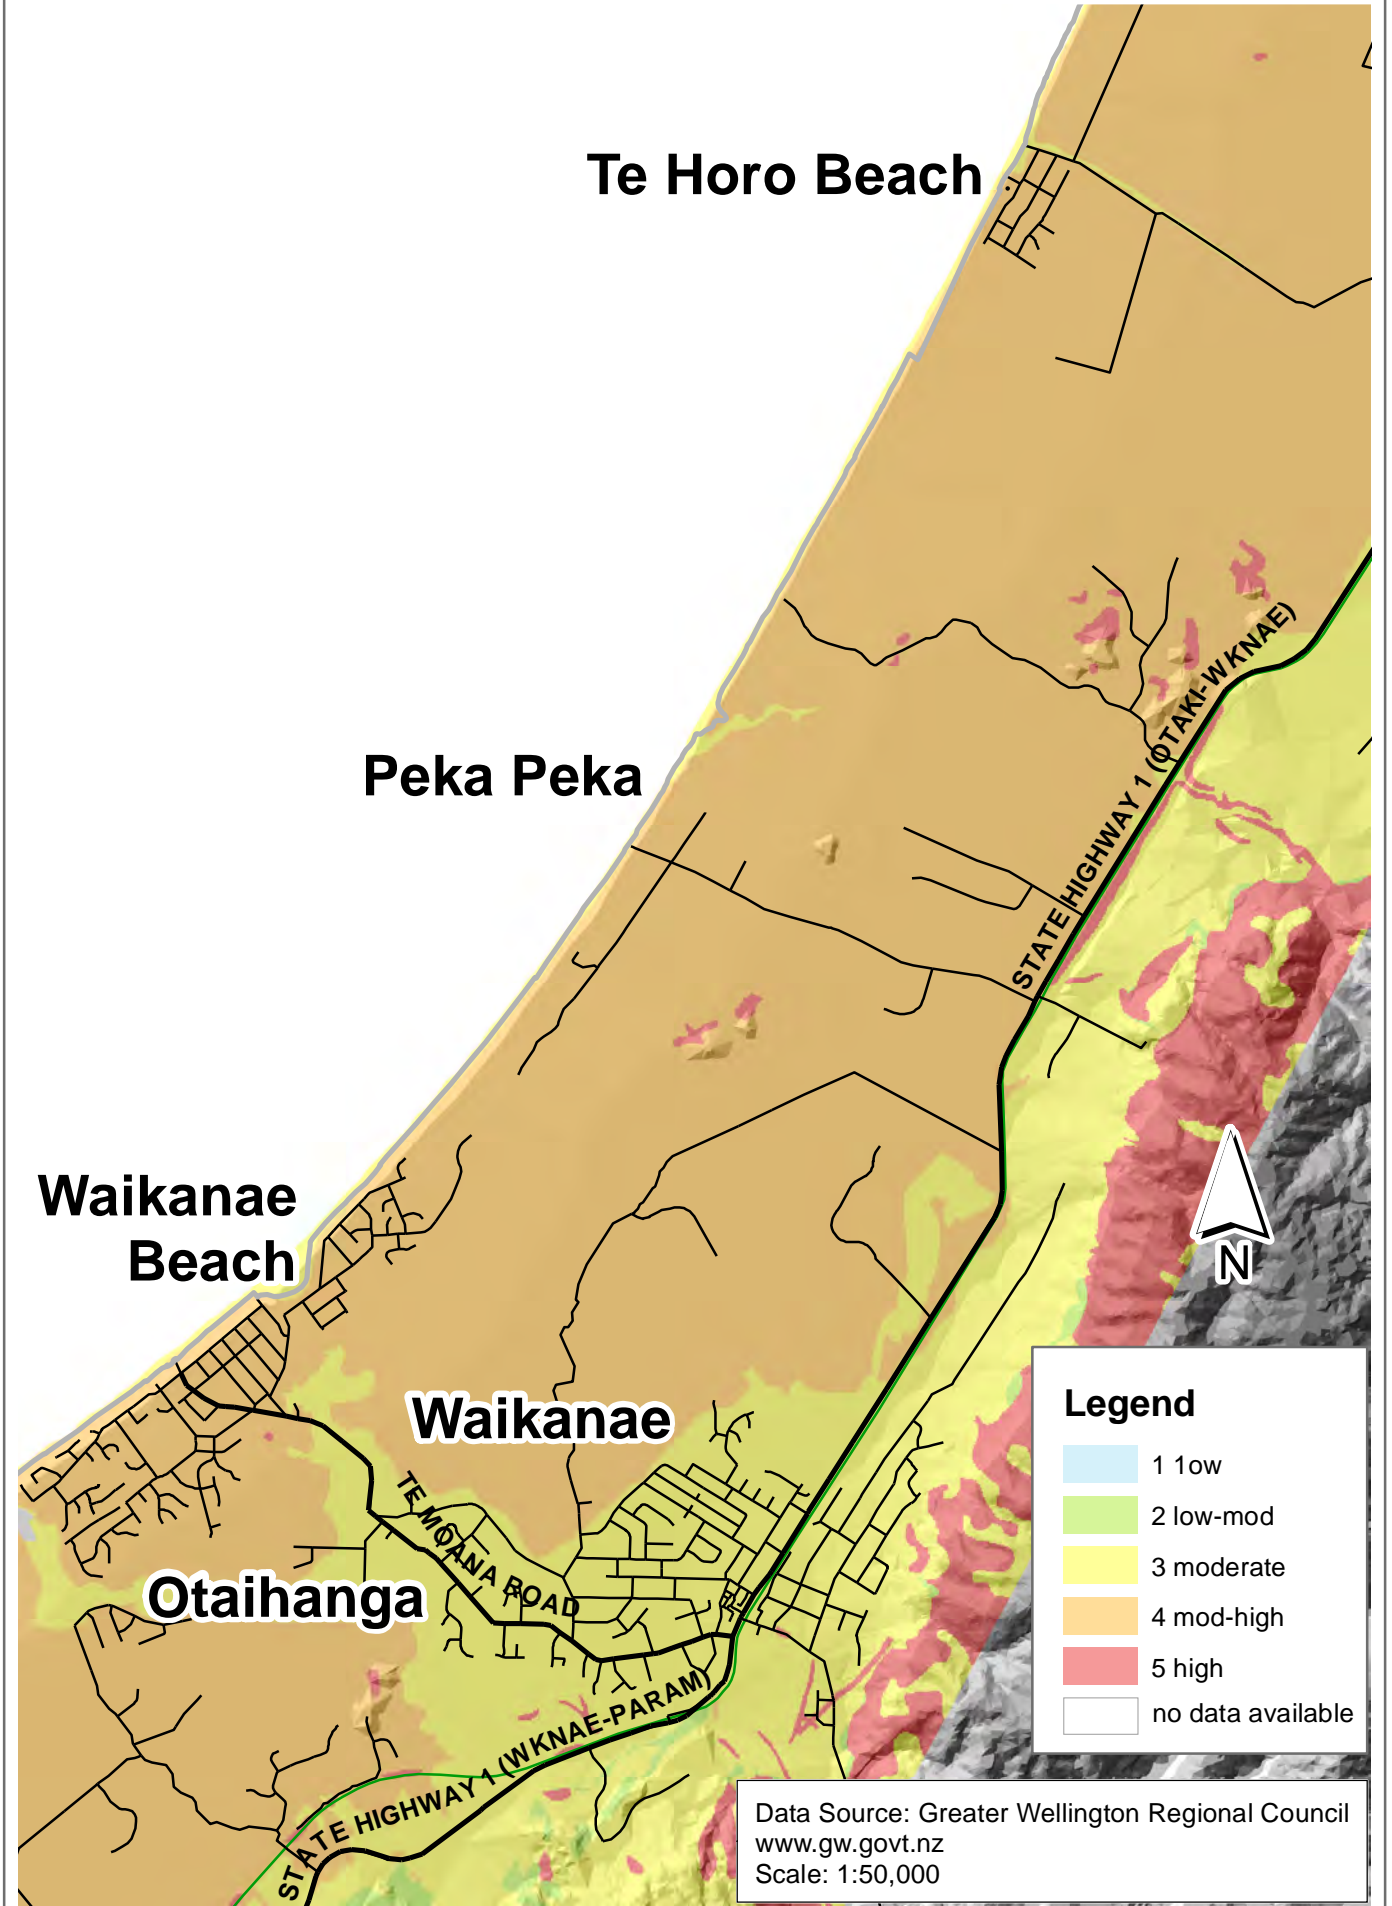 Te Horo Beach
STATE HIGHWAY 1 (OTAKI-WKNAE)
Peka Peka
Waikanae
Beach
Waikanae
TE MOANA ROAD
Otaihanga
STATE HIGHWAY 1 (WKNAE-PARAM)
N
Legend
1 1ow
2 low-mod
3 moderate
4 mod-high
5 high
no data available
Data Source: Greater Wellington Regional Council
www.gw.govt.nz
Scale: 1:50,000